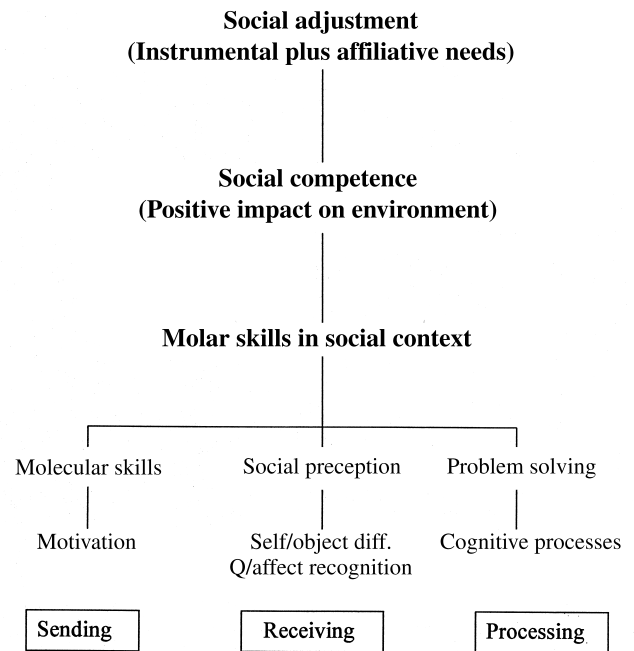 Social adjustment
(Instrumental plus affiliative needs)
Social competence
(Positive impact on environment)
Molar skills in social context
Molecular skills
Social preception
Problem solving
Motivation
Self/object diff.
Q/affect recognition
Cognitive processes
Sending
Receiving
Processing